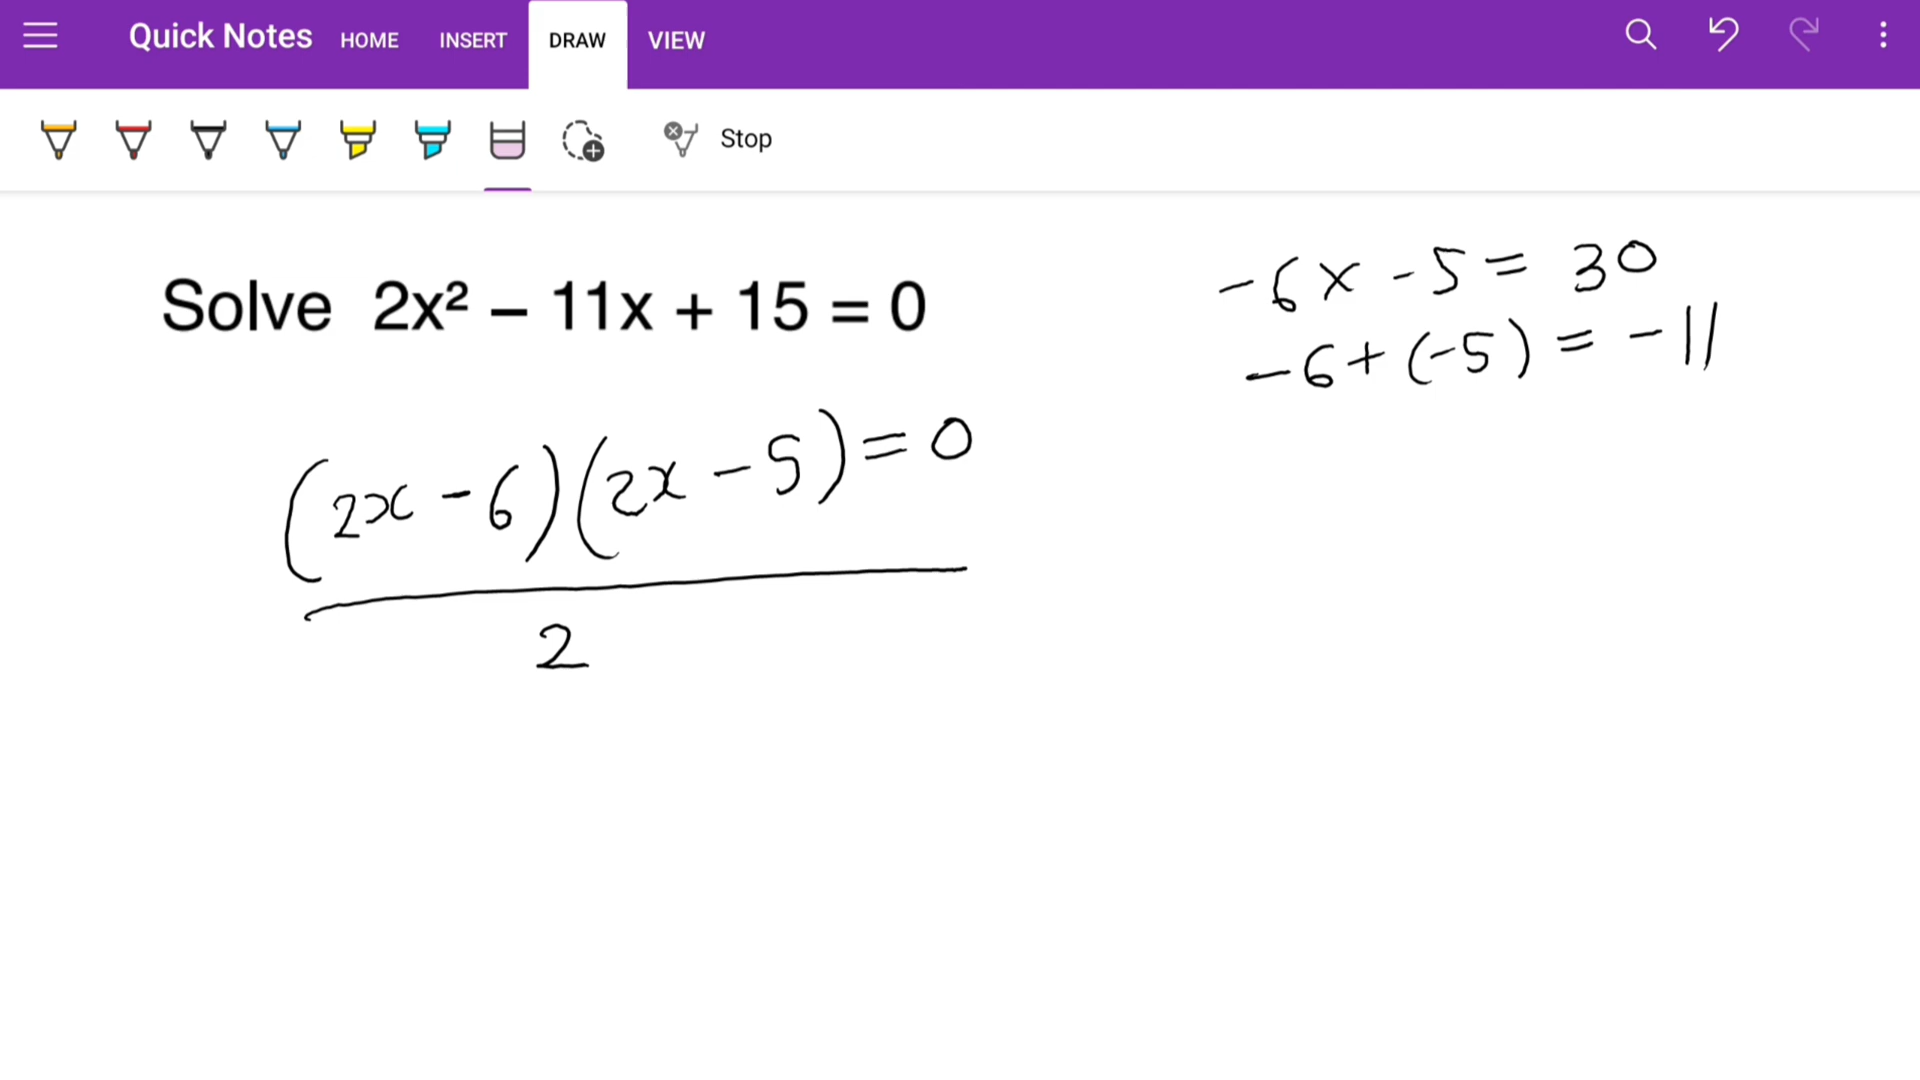 Quick Notes HOME INSERT DRAW VIEW
Stop
Solve 2x² – 11x + 15 = 0
-6 x -5 = 30
-6 + (-5) = -11
(2x - 6)(2x - 5) = 0
2